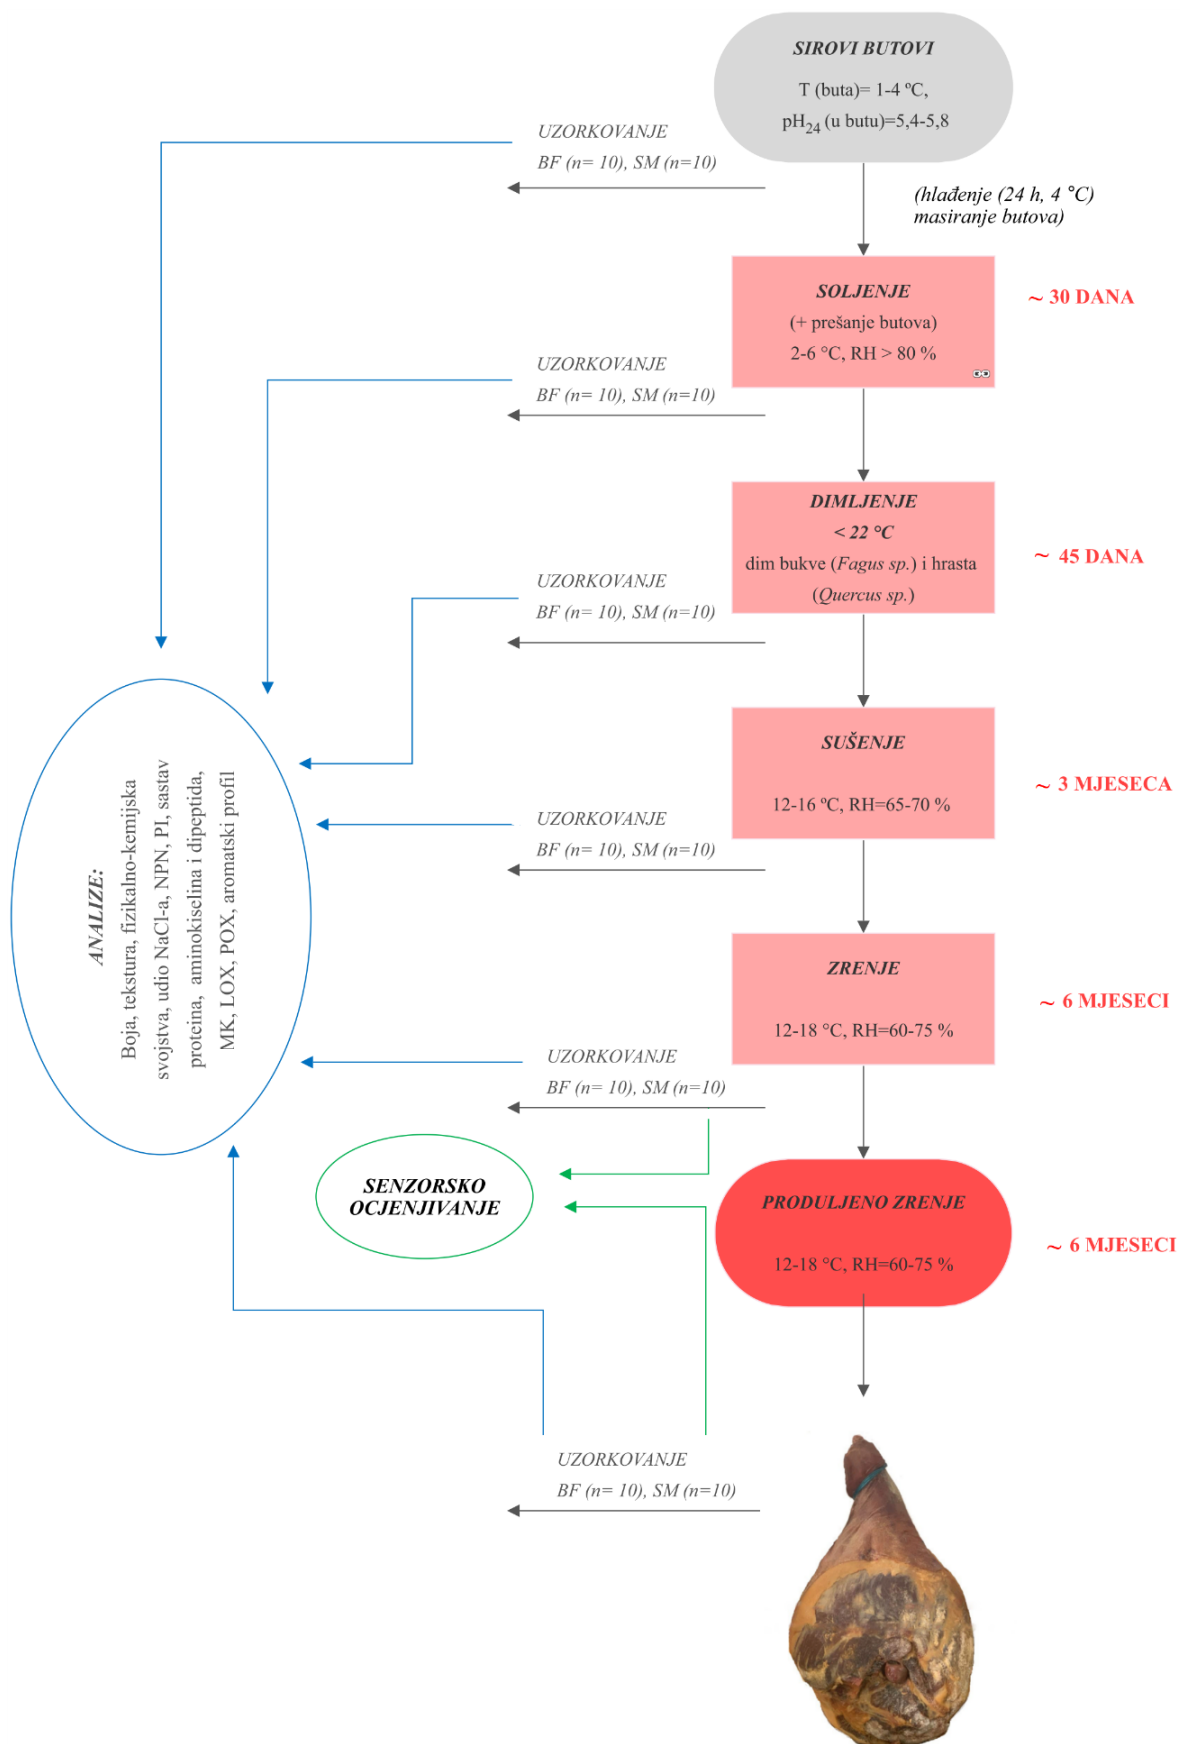 SIROVI BUTOVI
T (buta)= 1-4 ºC,
pH24 (u butu)=5,4-5,8
UZORKOVANJE
BF (n= 10), SM (n=10)
(hlađenje (24 h, 4 °C)
masiranje butova)
SOLJENJE
(+ prešanje butova)
2-6 °C, RH > 80 %
~ 30 DANA
UZORKOVANJE
BF (n= 10), SM (n=10)
DIMLJENJE
< 22 °C
dim bukve (Fagus sp.) i hrasta
(Quercus sp.)
~ 45 DANA
UZORKOVANJE
BF (n= 10), SM (n=10)
SUŠENJE
12-16 ºC, RH=65-70 %
~ 3 MJESECA
UZORKOVANJE
BF (n= 10), SM (n=10)
ANALIZE:
Boja, tekstura, fizikalno-kemijska
svojstva, udio NaCl-a, NPN, PI, sastav
proteina, aminokiselina i dipeptida,
MK, LOX, POX, aromatski profil
ZRENJE
12-18 °C, RH=60-75 %
~ 6 MJESECI
UZORKOVANJE
BF (n= 10), SM (n=10)
SENZORSKO
OCJENJIVANJE
PRODULJENO ZRENJE
12-18 °C, RH=60-75 %
~ 6 MJESECI
UZORKOVANJE
BF (n= 10), SM (n=10)